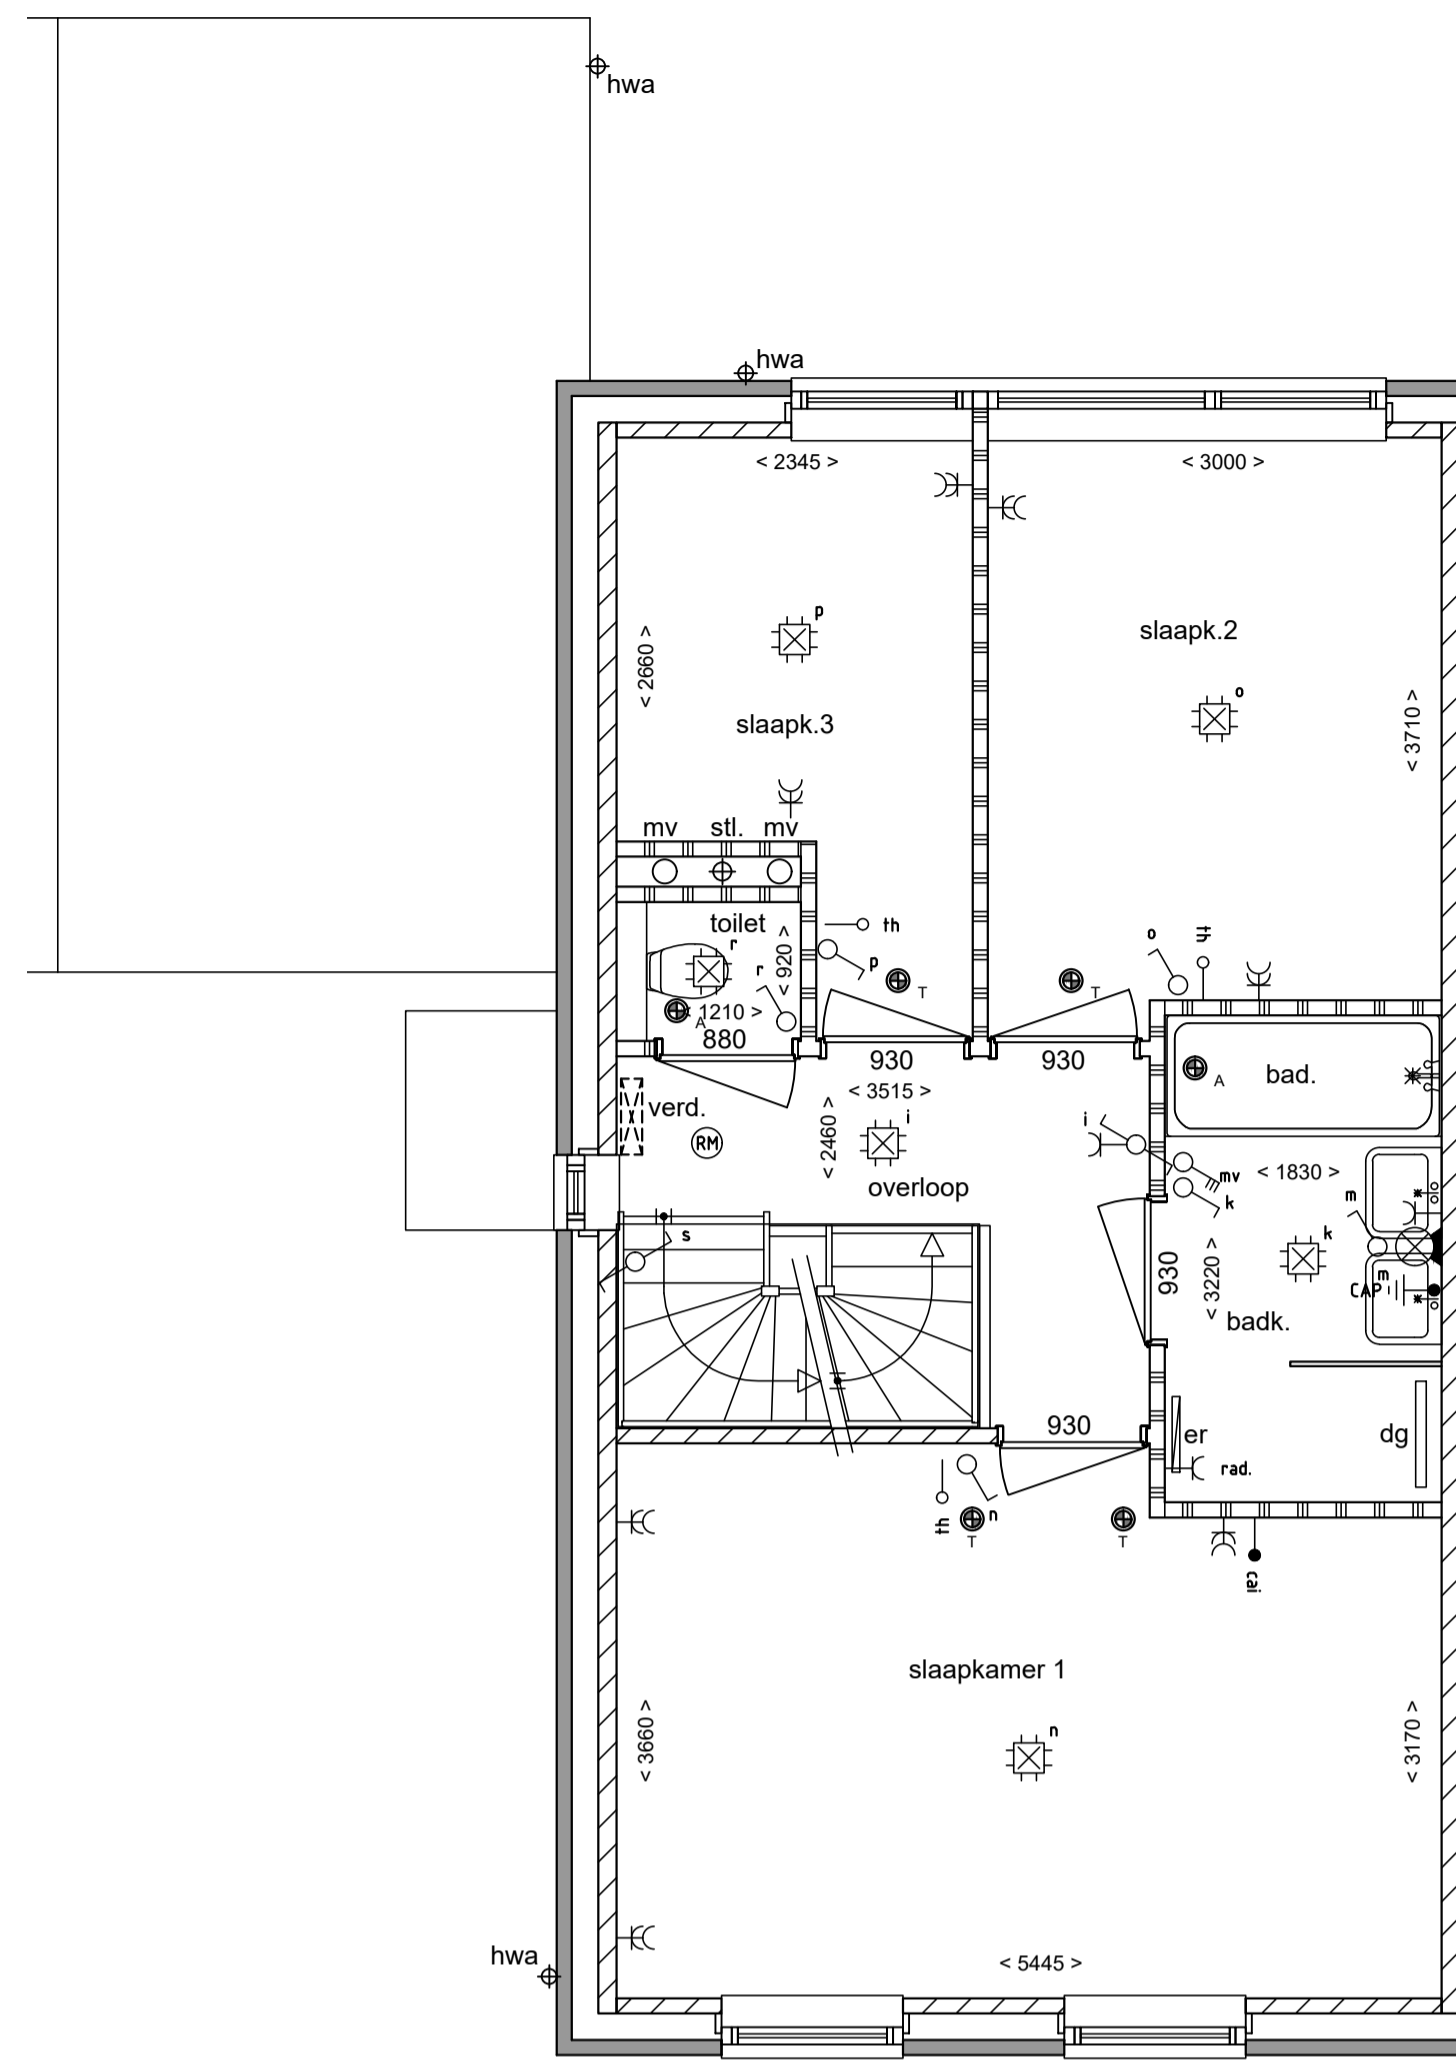 hwa
hwa
< 2345 >
< 3000 >
p
slaapk.2
< 2660 >
o
slaapk.3
< 3710 >
mv stl. mv
toilet
r
th
< 920 >
r
p
o
th
T
T
< 1210 >
A
880
930
930
bad.
A
< 3515 >
verd.
i
i
RM
< 2460 >
overloop
mv
< 1830 >
k
m
s
k
930
< 3220 >
m
CAP
badk.
930
er
dg
rad.
th
n
T
T
cai
slaapkamer 1
n
< 3660 >
< 3170 >
hwa
< 5445 >